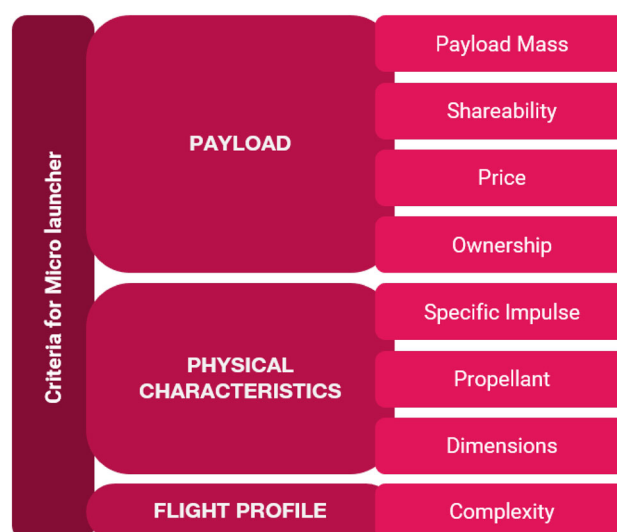 Criteria for Micro launcher
PAYLOAD
Payload Mass
Shareability
Price
Ownership
PHYSICAL
CHARACTERISTICS
Specific Impulse
Propellant
Dimensions
FLIGHT PROFILE
Complexity